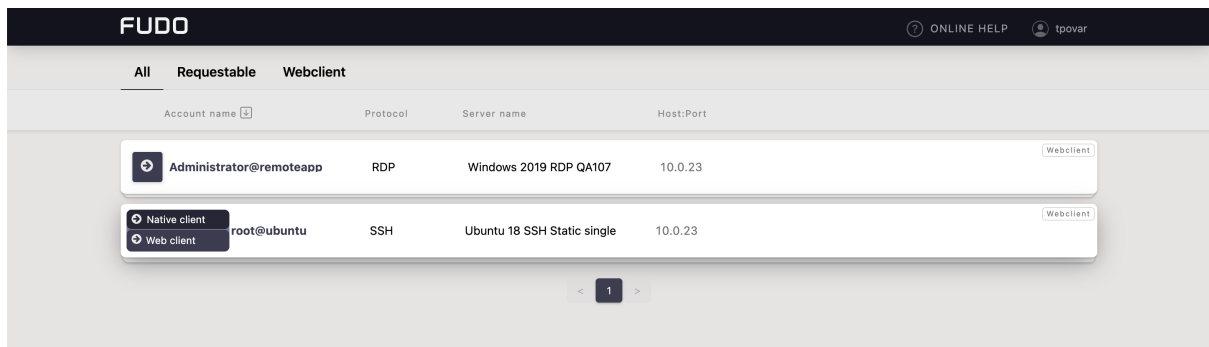 FUDO
? ONLINE HELP tpovar
All Requestable Webclient
Account name Protocol Server name Host:Port
Webclient
Administrator@remoteapp RDP Windows 2019 RDP QA107 10.0.23
Webclient
Native client
root@ubuntu SSH Ubuntu 18 SSH Static single 10.0.23
Web client
< 1 >